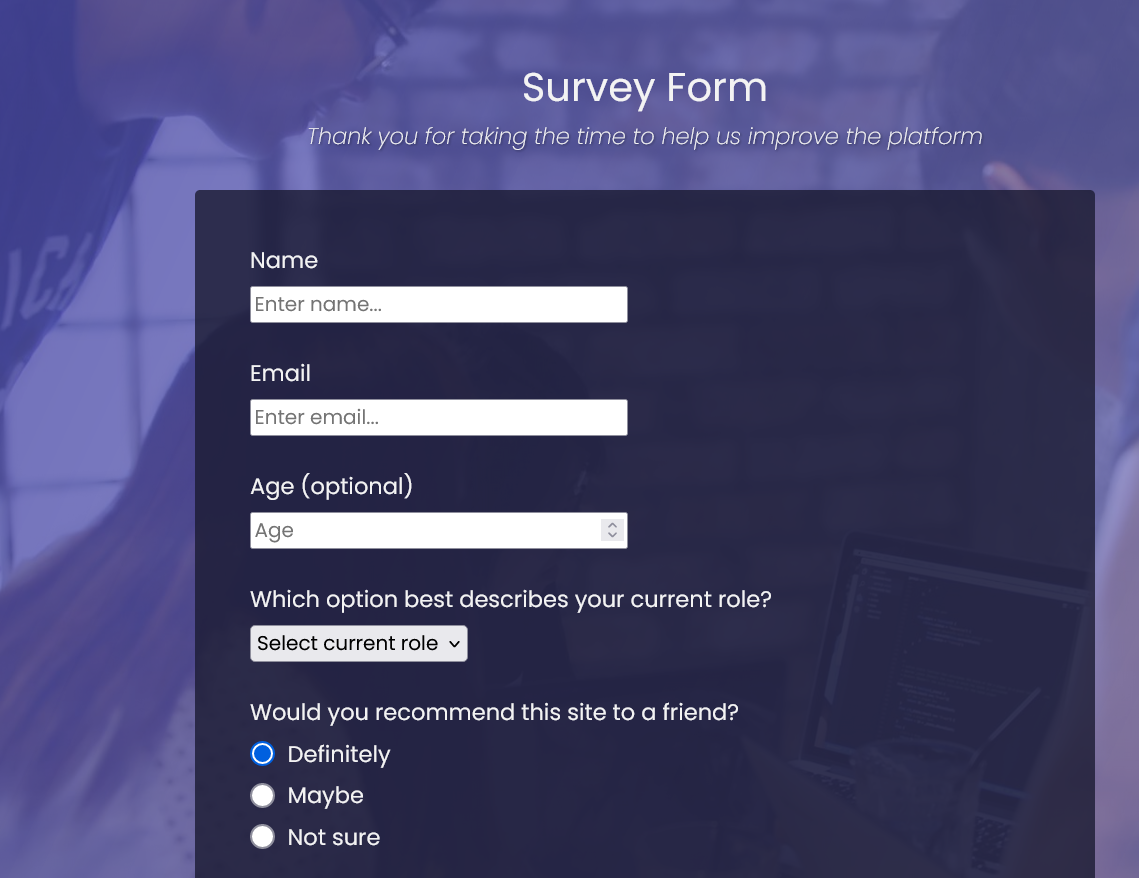 Survey Form
Thank you for taking the time to help us improve the platform
Name
Enter name...
Email
Enter email...
Age (optional)
Age
Which option best describes your current role?
Select current role
Would you recommend this site to a friend?
Definitely
Maybe
Not sure